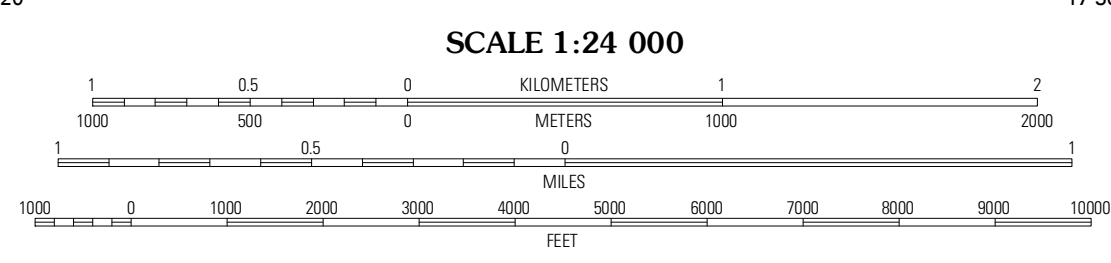 SCALE 1:24 000
1 0.5 0 KILOMETERS 1 2
1000 500 0 METERS 1000 2000
1 0.5 0 1
MILES
1000 0 1000 2000 3000 4000 5000 6000 7000 8000 9000 10000
FEET